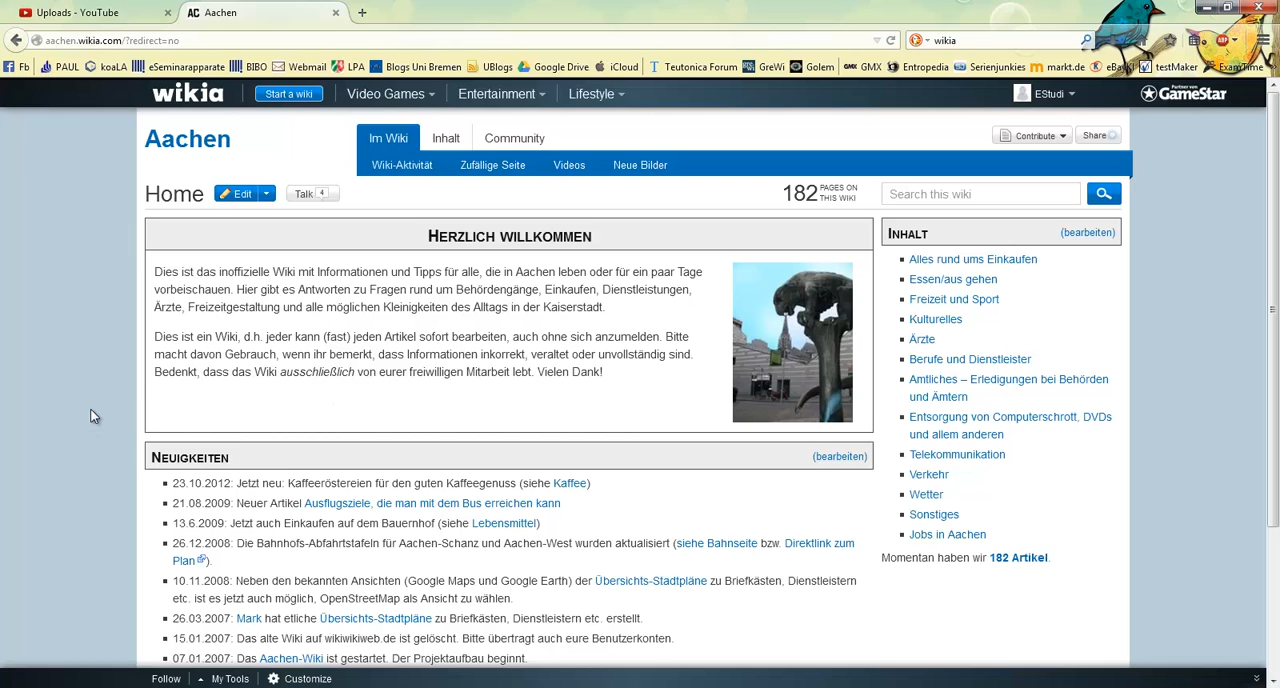 Uploads - YouTube
AC Aachen
aachen.wikia.com/?redirect=no
wikia
Fb PAUL koaLA eSeminarapparate BIBO Webmail LPA Blogs Uni Bremen UBlogs Google Drive iCloud Teutonica Forum GreWi Golem GMX Entropedia Serienjunkies markt.de eBayKl testMaker ExamTime
wikia Start a wiki Video Games Entertainment Lifestyle EStudi Partner von GameStar
Aachen Im Wiki Inhalt Community Contribute Share
Wiki-Aktivität Zufällige Seite Videos Neue Bilder
Home Edit Talk 4 182 PAGES ON THIS WIKI Search this wiki
HERZLICH WILLKOMMEN
Dies ist das inoffizielle Wiki mit Informationen und Tipps für alle, die in Aachen leben oder für ein paar Tage
vorbeischauen. Hier gibt es Antworten zu Fragen rund um Behördengänge, Einkaufen, Dienstleistungen,
Ärzte, Freizeitgestaltung und alle möglichen Kleinigkeiten des Alltags in der Kaiserstadt.
Dies ist ein Wiki, d.h. jeder kann (fast) jeden Artikel sofort bearbeiten, auch ohne sich anzumelden. Bitte
macht davon Gebrauch, wenn ihr bemerkt, dass Informationen inkorrekt, veraltet oder unvollständig sind.
Bedenkt, dass das Wiki ausschließlich von eurer freiwilligen Mitarbeit lebt. Vielen Dank!
NEUIGKEITEN (bearbeiten)
23.10.2012: Jetzt neu: Kaffeeröstereien für den guten Kaffeegenuss (siehe Kaffee)
21.08.2009: Neuer Artikel Ausflugsziele, die man mit dem Bus erreichen kann
13.6.2009: Jetzt auch Einkaufen auf dem Bauernhof (siehe Lebensmittel)
26.12.2008: Die Bahnhofs-Abfahrtstafeln für Aachen-Schanz und Aachen-West wurden aktualisiert (siehe Bahnseite bzw. Direktlink zum
Plan).
10.11.2008: Neben den bekannten Ansichten (Google Maps und Google Earth) der Übersichts-Stadtpläne zu Briefkästen, Dienstleistern
etc. ist es jetzt auch möglich, OpenStreetMap als Ansicht zu wählen.
26.03.2007: Mark hat etliche Übersichts-Stadtpläne zu Briefkästen, Dienstleistern etc. erstellt.
15.01.2007: Das alte Wiki auf wikiwikiweb.de ist gelöscht. Bitte übertragt auch eure Benutzerkonten.
07.01.2007: Das Aachen-Wiki ist gestartet. Der Projektaufbau beginnt.
INHALT (bearbeiten)
Alles rund ums Einkaufen
Essen/aus gehen
Freizeit und Sport
Kulturelles
Ärzte
Berufe und Dienstleister
Amtliches – Erledigungen bei Behörden
und Ämtern
Entsorgung von Computerschrott, DVDs
und allem anderen
Telekommunikation
Verkehr
Wetter
Sonstiges
Jobs in Aachen
Momentan haben wir 182 Artikel.
Follow My Tools Customize